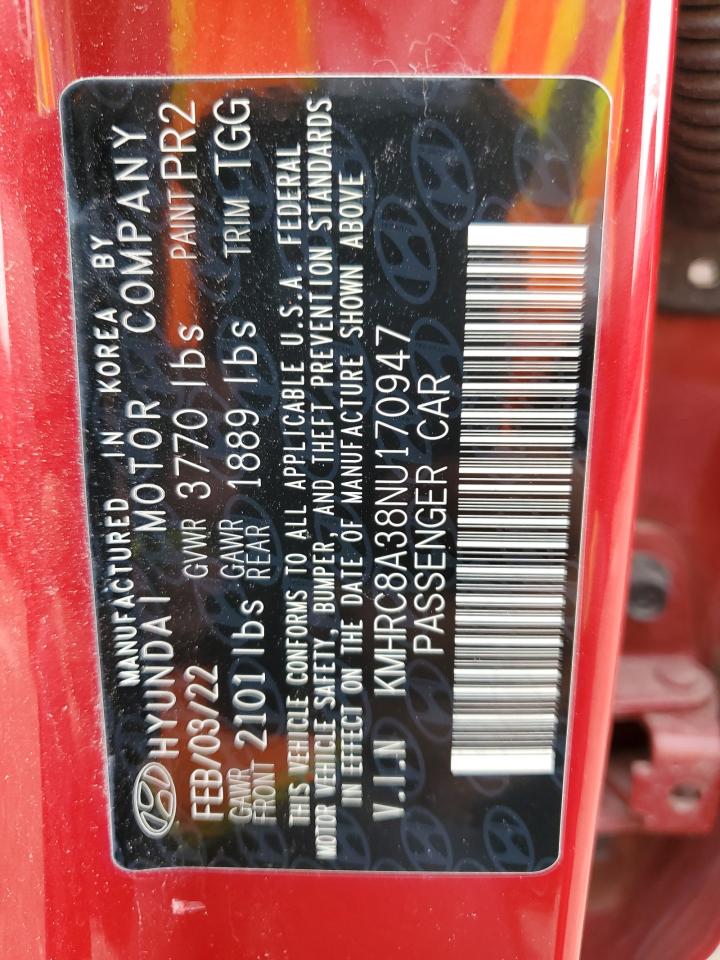 MANUFACTURED IN KOREA BY
HYUNDAI MOTOR COMPANY
FEB/03/22 GVWR 3770 lbs PAINT PR2
GAWR FRONT 2101 lbs GAWR REAR 1889 lbs TRIM TGG
THIS VEHICLE CONFORMS TO ALL APPLICABLE U.S.A. FEDERAL
MOTOR VEHICLE SAFETY, BUMPER, AND THEFT PREVENTION STANDARDS
IN EFFECT ON THE DATE OF MANUFACTURE SHOWN ABOVE
V.I.N KMHRC8A38NU170947
PASSENGER CAR